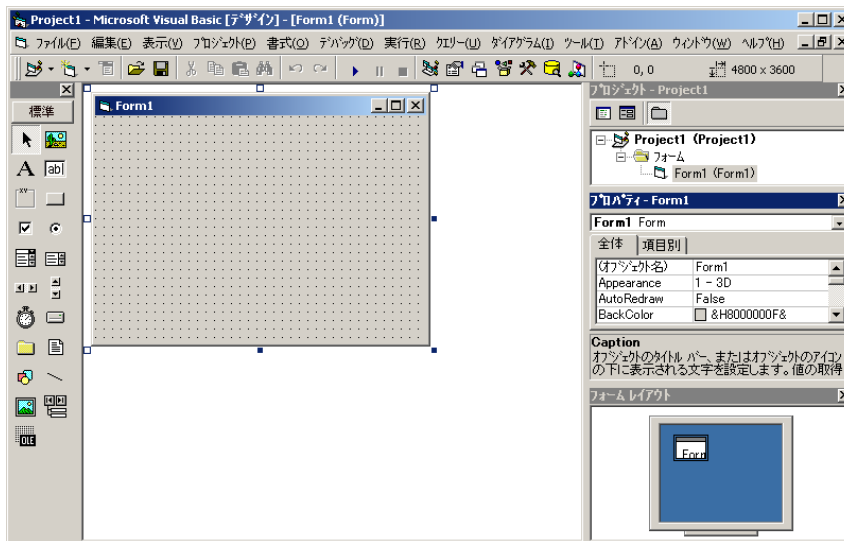 Project1 - Microsoft Visual Basic [ﾃﾞｻﾞｲﾝ] - [Form1 (Form)]
ﾌｧｲﾙ(F) 編集(E) 表示(V) ﾌﾟﾛｼﾞｪｸﾄ(P) 書式(O) ﾃﾞﾊﾞｯｸﾞ(D) 実行(R) ｸｴﾘｰ(U) ﾀﾞｲｱｸﾞﾗﾑ(I) ﾂｰﾙ(T) ｱﾄﾞｲﾝ(A) ｳｨﾝﾄﾞｳ(W) ﾍﾙﾌﾟ(H)
0, 0 4800 x 3600
標準
A ab|
xv
OLE
Form1
ﾌﾟﾛｼﾞｪｸﾄ - Project1
Project1 (Project1)
ﾌｫｰﾑ
Form1 (Form1)
ﾌﾟﾛﾊﾟﾃｨ - Form1
Form1 Form
全体 項目別
(ｵﾌﾞｼﾞｪｸﾄ名) Form1
Appearance 1 - 3D
AutoRedraw False
BackColor &H8000000F&
Caption
ｵﾌﾞｼﾞｪｸﾄのﾀｲﾄﾙ ﾊﾞｰ、またはｵﾌﾞｼﾞｪｸﾄのｱｲｺﾝ
の下に表示される文字を設定します。値の取得
ﾌｫｰﾑ ﾚｲｱｳﾄ
Form